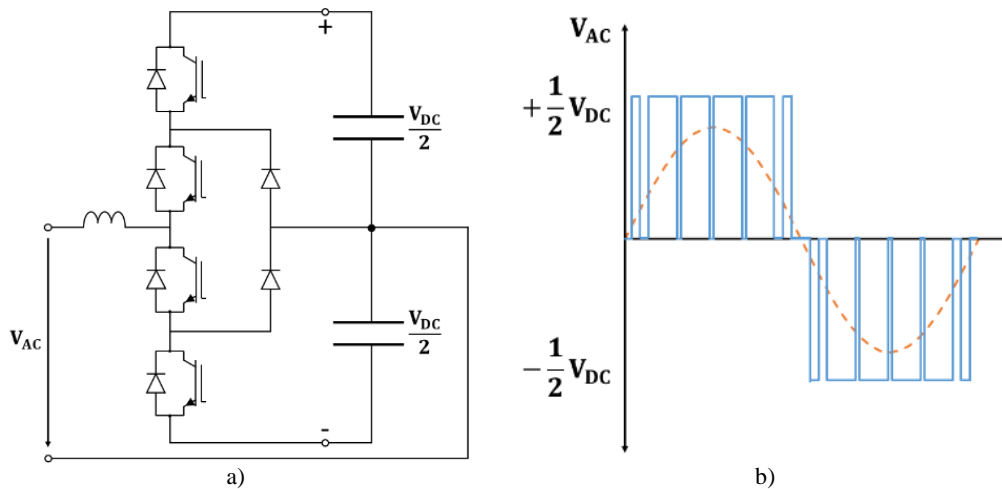 +
V_DC
2
V_DC
2
V_AC
-
a)
V_AC
+ 1/2 V_DC
- 1/2 V_DC
b)